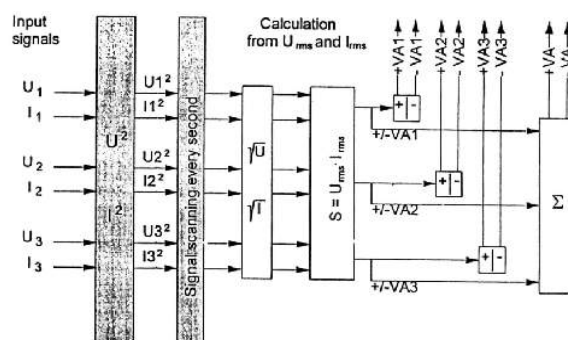 Input
signals
Calculation
from U rms and I rms
+VA1
-VA1
+VA2
-VA2
+VA3
-VA3
+VA
-VA
U1
I1
U2
I2
U3
I3
U²
I²
U1²
I1²
U2²
I2²
U3²
I3²
Signal scanning every second
√U
√I
S = U rms · I rms
+ -
+/-VA1
+ -
+/-VA2
+ -
+/-VA3
Σ